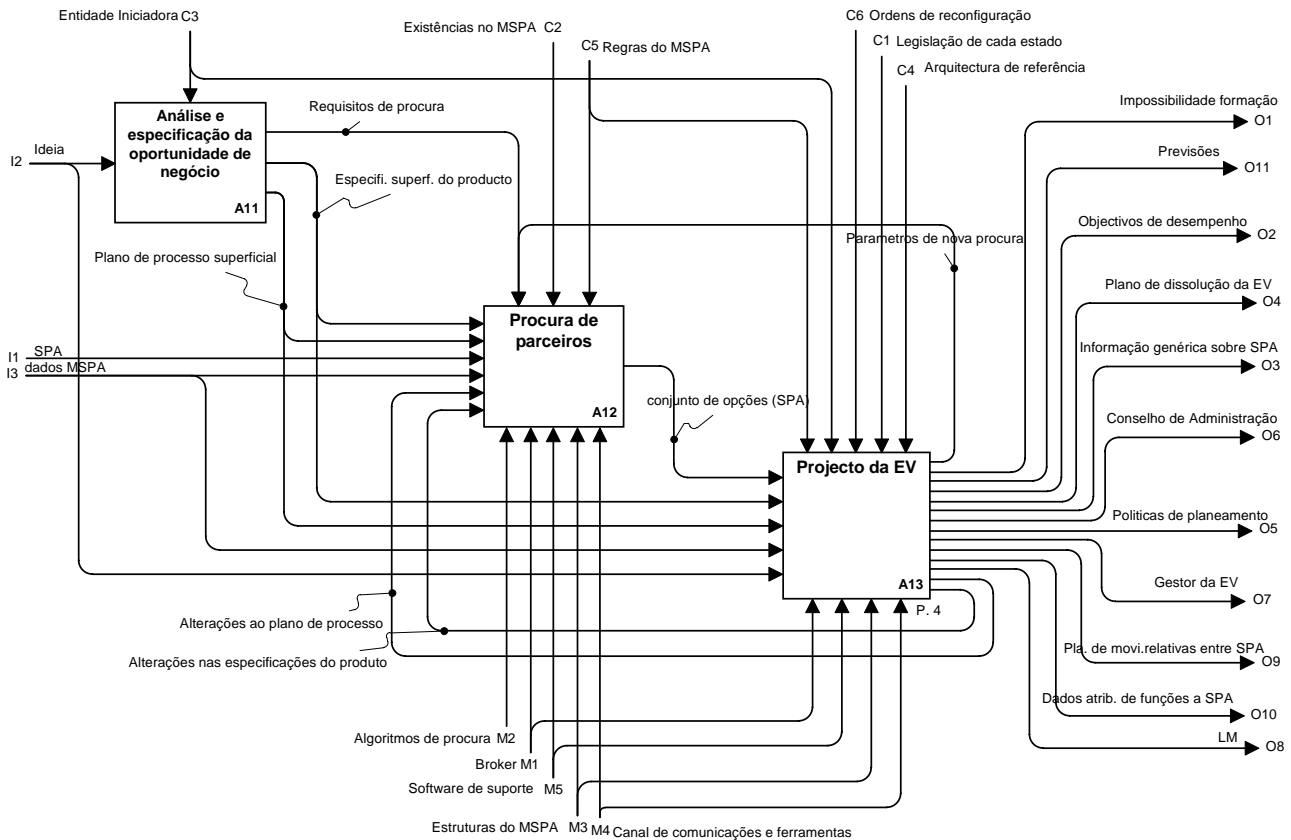 Entidade Iniciadora C3
C6 Ordens de reconfiguração
Existências no MSPA C2
C5 Regras do MSPA
C1 Legislação de cada estado
C4 Arquitectura de referência
Análise e
especificação da
oportunidade de
negócio
A11
Requisitos de procura
I2 Ideia
Especifi. superf. do producto
Plano de processo superficial
Parametros de nova procura
Procura de
parceiros
A12
I1 SPA
I3 dados MSPA
conjunto de opções (SPA)
Projecto da EV
A13
P. 4
Alterações ao plano de processo
Alterações nas especificações do produto
Algoritmos de procura M2
Broker M1
Software de suporte M5
Estruturas do MSPA M3
M4 Canal de comunicações e ferramentas
Impossibilidade formação
O1
Previsões
O11
Objectivos de desempenho
O2
Plano de dissolução da EV
O4
Informação genérica sobre SPA
O3
Conselho de Administração
O6
Politicas de planeamento
O5
Gestor da EV
O7
Pla. de movi.relativas entre SPA
O9
Dados atrib. de funções a SPA
O10
LM
O8